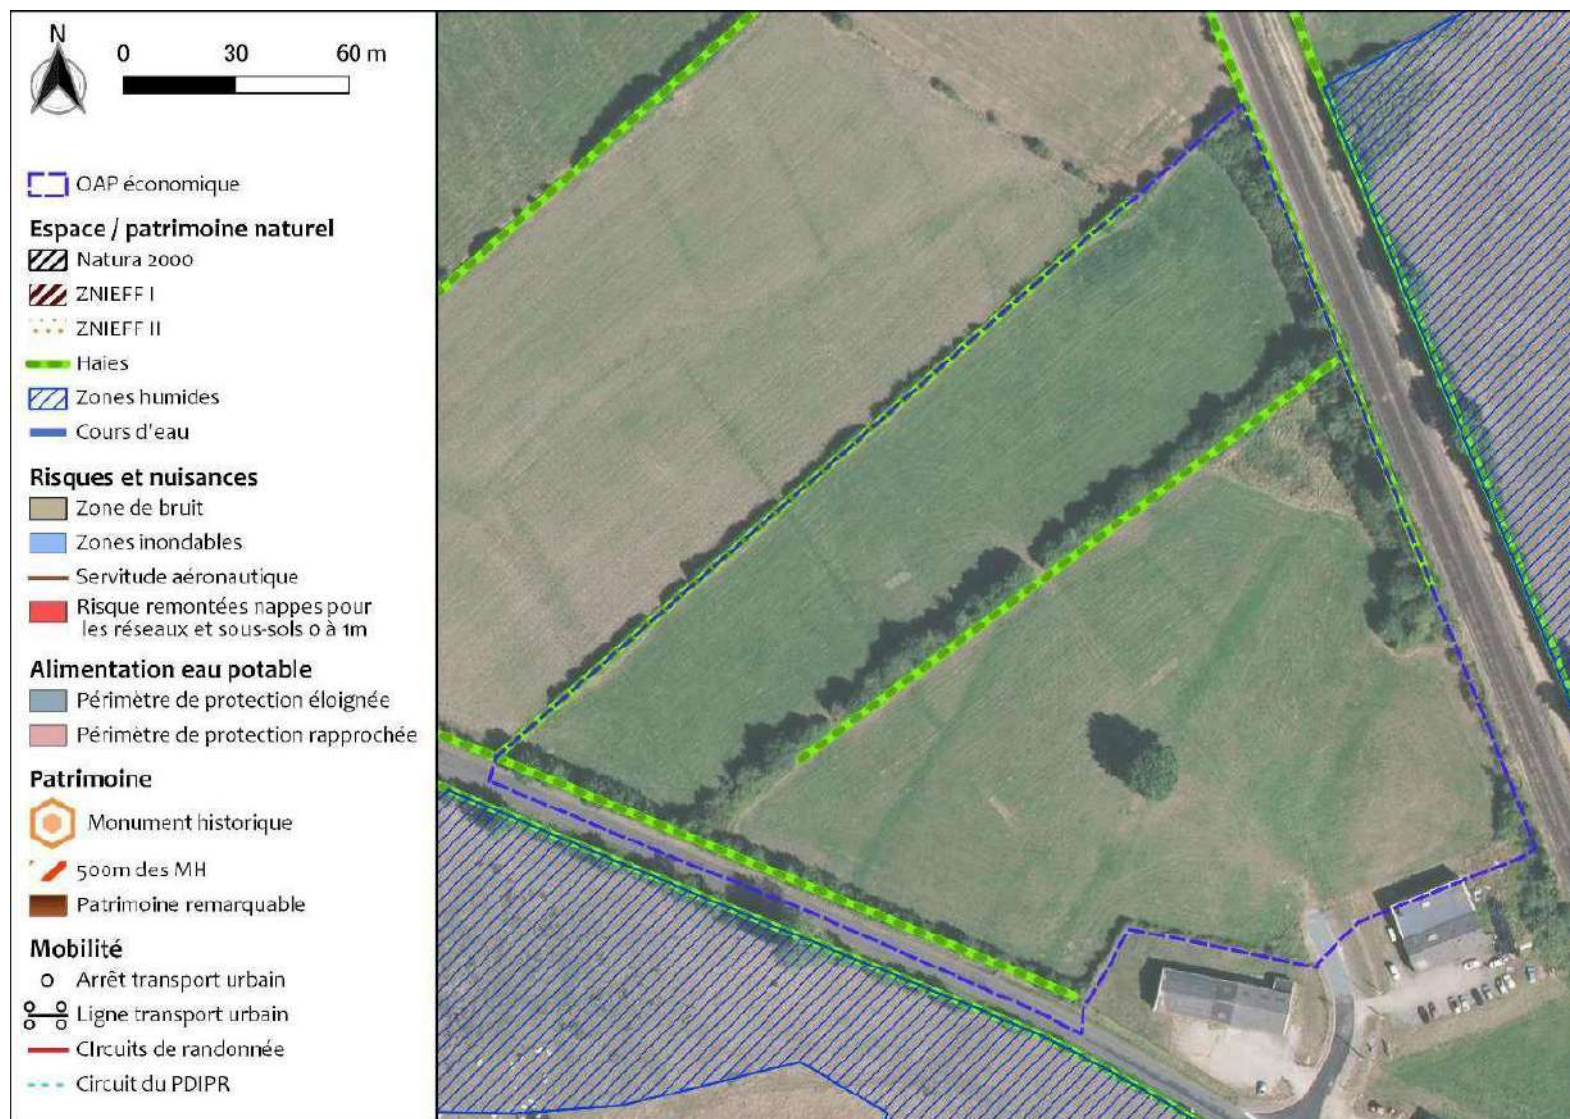 N
0 30 60 m
OAP économique
Espace / patrimoine naturel
Natura 2000
ZNIEFF I
ZNIEFF II
Haies
Zones humides
Cours d'eau
Risques et nuisances
Zone de bruit
Zones inondables
Servitude aéronautique
Risque remontées nappes pour
les réseaux et sous-sols 0 à 1m
Alimentation eau potable
Périmètre de protection éloignée
Périmètre de protection rapprochée
Patrimoine
Monument historique
500m des MH
Patrimoine remarquable
Mobilité
Arrêt transport urbain
Ligne transport urbain
CIrcuits de randonnée
Circuit du PDIPR